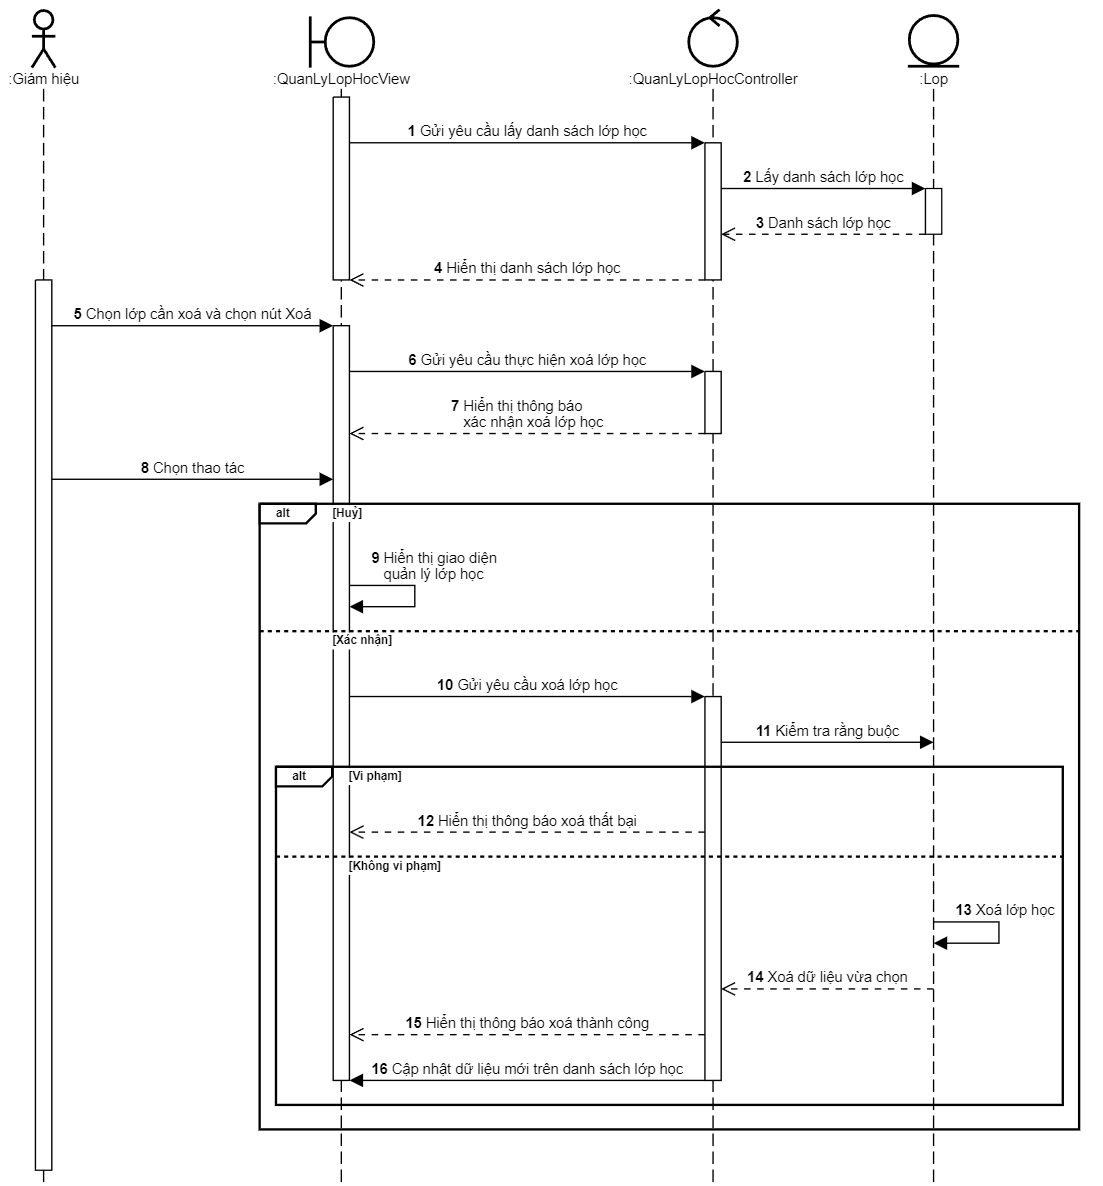 :Giám hiệu
:QuanLyLopHocView
:QuanLyLopHocController
:Lop
1 Gửi yêu cầu lấy danh sách lớp học
2 Lấy danh sách lớp học
3 Danh sách lớp học
4 Hiển thị danh sách lớp học
5 Chọn lớp cần xoá và chọn nút Xoá
6 Gửi yêu cầu thực hiện xoá lớp học
7 Hiển thị thông báo
xác nhận xoá lớp học
8 Chọn thao tác
alt
[Huỷ]
9 Hiển thị giao diện
quản lý lớp học
[Xác nhận]
10 Gửi yêu cầu xoá lớp học
11 Kiểm tra rằng buộc
alt
[Vi phạm]
12 Hiển thị thông báo xoá thất bại
[Không vi phạm]
13 Xoá lớp học
14 Xoá dữ liệu vừa chọn
15 Hiển thị thông báo xoá thành công
16 Cập nhật dữ liệu mới trên danh sách lớp học